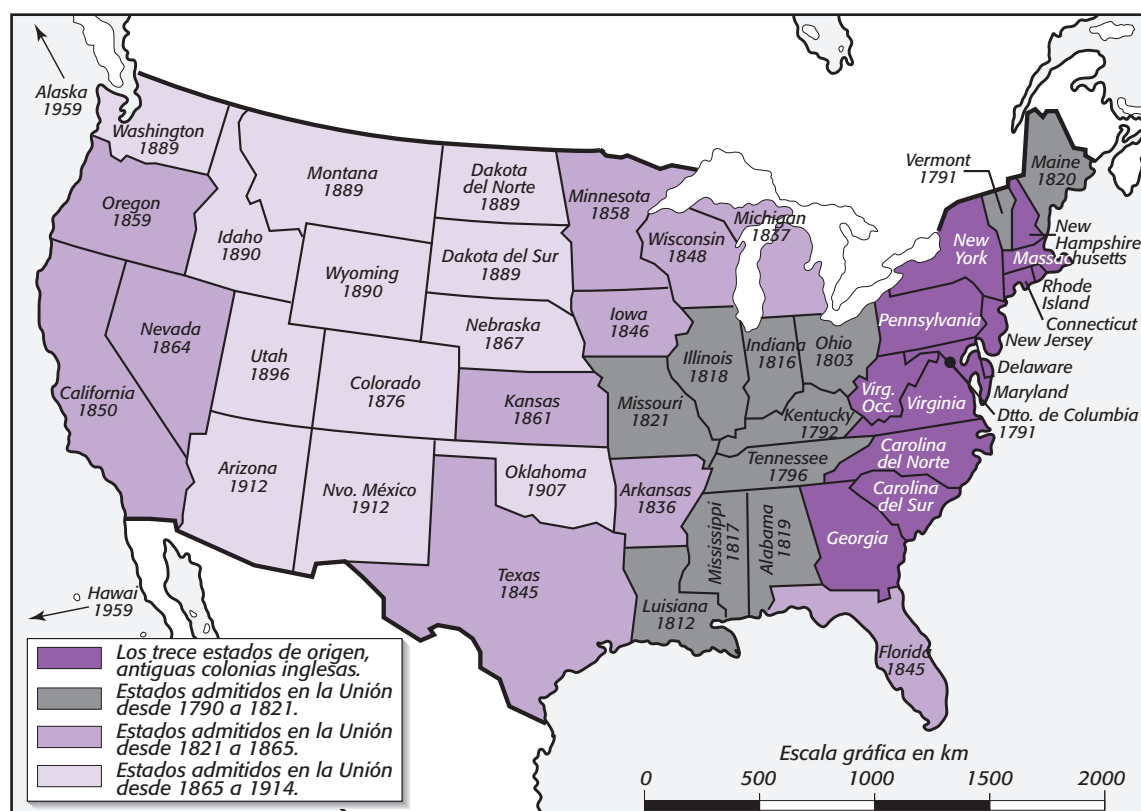 Alaska
1959
Washington
1889
Oregon
1859
Idaho
1890
Montana
1889
Dakota
del Norte
1889
Minnesota
1858
Wisconsin
1848
Michigan
1837
Vermont
1791
Maine
1820
New
Hampshire
New
York
Massachusetts
Rhode
Island
Connecticut
New Jersey
Pennsylvania
Delaware
Maryland
Dtto. de Columbia
1791
Wyoming
1890
Dakota del Sur
1889
Nebraska
1867
Iowa
1846
Illinois
1818
Indiana
1816
Ohio
1803
Virg.
Occ.
Virginia
Nevada
1864
Utah
1896
Colorado
1876
Kansas
1861
Missouri
1821
Kentucky
1792
California
1850
Arizona
1912
Nvo. México
1912
Oklahoma
1907
Arkansas
1836
Tennessee
1796
Carolina
del Norte
Carolina
del Sur
Georgia
Mississippi
1817
Alabama
1819
Texas
1845
Luisiana
1812
Florida
1845
Hawai
1959
Los trece estados de origen,
antiguas colonias inglesas.
Estados admitidos en la Unión
desde 1790 a 1821.
Estados admitidos en la Unión
desde 1821 a 1865.
Estados admitidos en la Unión
desde 1865 a 1914.
Escala gráfica en km
0 500 1000 1500 2000